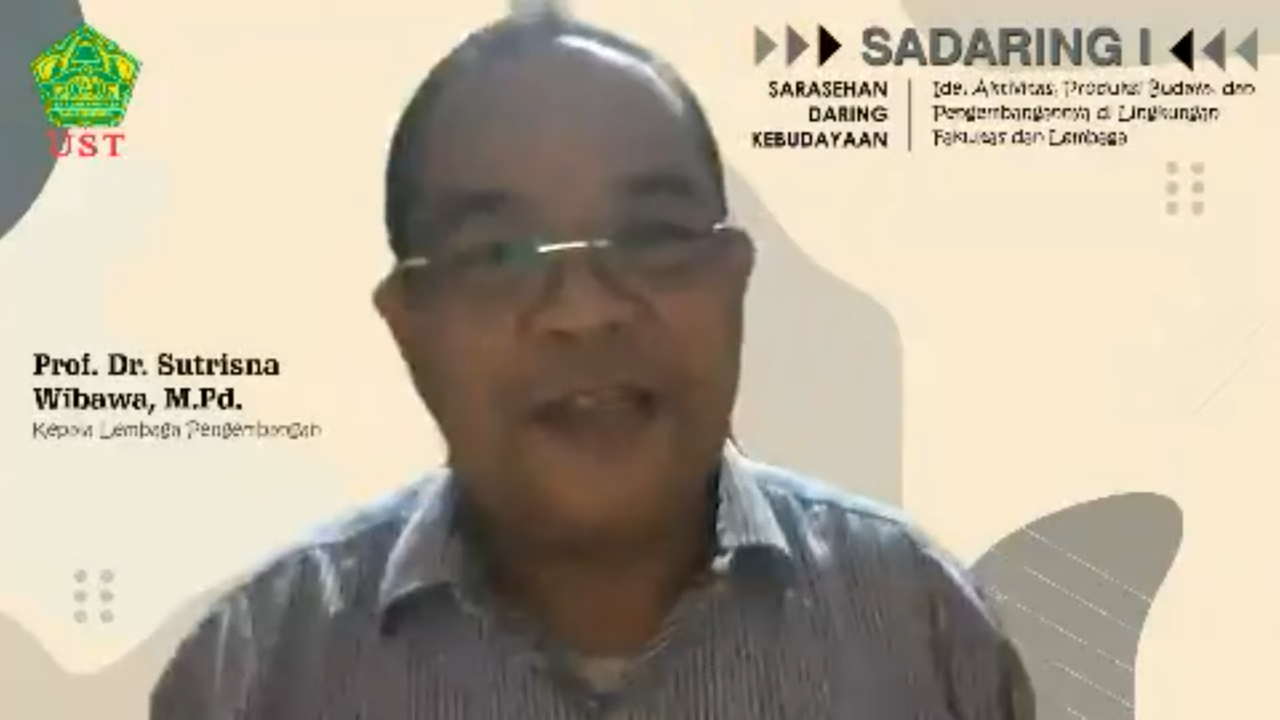 UST
SADARING I
SARASEHAN
DARING
KEBUDAYAAN
Ide, Aktivitas, Produksi Budaya, dan
Pengembangannya di Lingkungan
Fakultas dan Lembaga
Prof. Dr. Sutrisna
Wibawa, M.Pd.
Kepala Lembaga Pengembangan